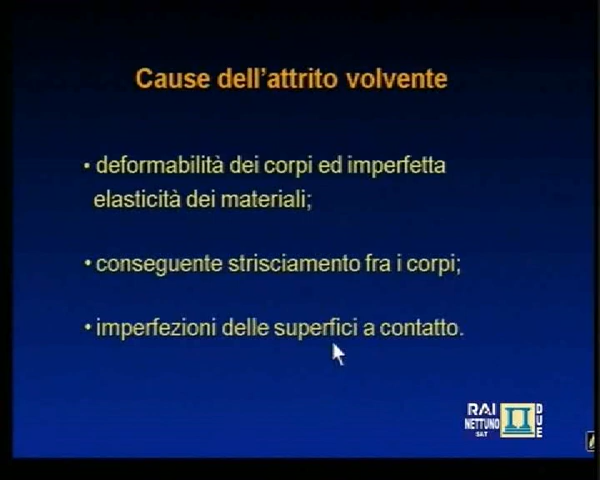 Cause dell'attrito volvente
• deformabilità dei corpi ed imperfetta
elasticità dei materiali;
• conseguente strisciamento fra i corpi;
• imperfezioni delle superfici a contatto.
RAI
NETTUNO
SAT
DUE